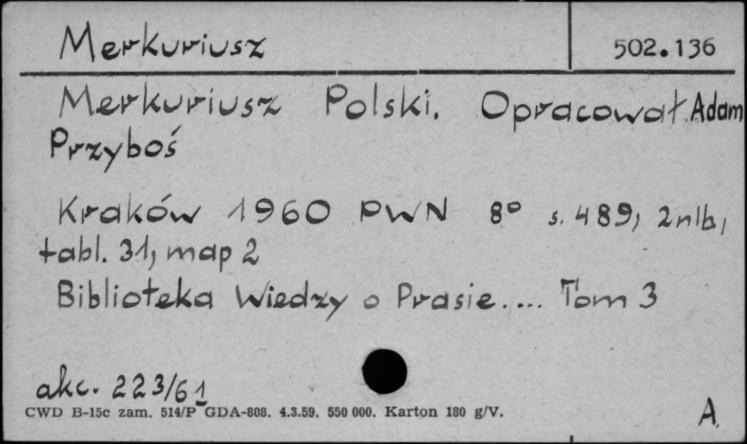 Merkuriusz 502.136
Merkuriusz Polski. Opracował Adam
Przyboś
Kraków 1960 PWN 8° s. 489, 2nlb,
tabl. 31, map 2
Biblioteka Wiedzy o Prasie.... Tom 3
akc. 223/61
CWD B-15c zam. 514/P GDA-808. 4.3.59. 550 000. Karton 180 g/V.
A